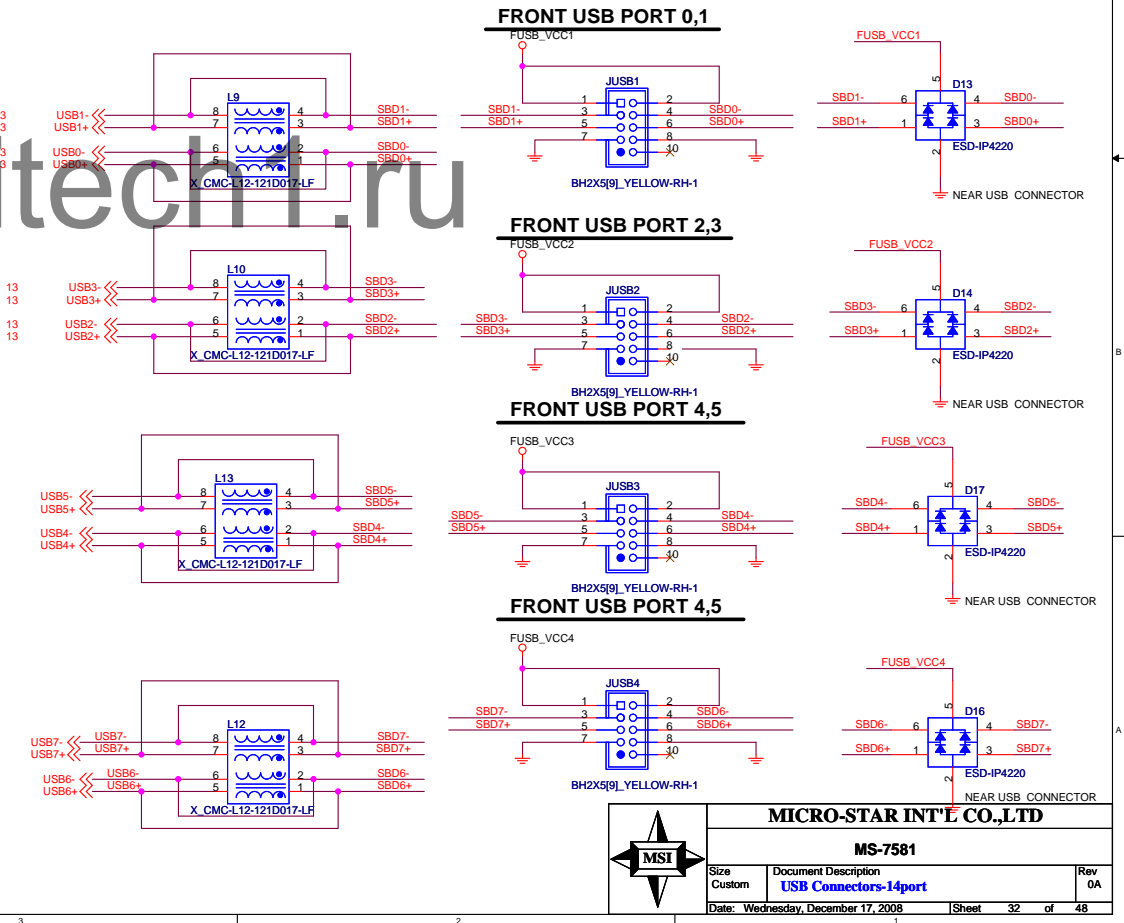 FRONT USB PORT 0,1
FUSB_VCC1
FUSB_VCC1
L9
JUSB1
D13
3 USB1- 8 4 SBD1-
3 USB1+ 7 3 SBD1+
3 USB0- 6 2 SBD0-
3 USB0+ 5 1 SBD0+
X_CMC-L12-121D017-LF
1 2
SBD1- 3 4 SBD0-
SBD1+ 5 6 SBD0+
7 8
10
BH2X5[9]_YELLOW-RH-1
5
SBD1- 6 4 SBD0-
SBD1+ 1 3 SBD0+
2
ESD-IP4220
NEAR USB CONNECTOR
itech1.ru
FRONT USB PORT 2,3
FUSB_VCC2
FUSB_VCC2
L10
JUSB2
D14
13 USB3- 8 4 SBD3-
13 USB3+ 7 3 SBD3+
13 USB2- 6 2 SBD2-
13 USB2+ 5 1 SBD2+
X_CMC-L12-121D017-LF
1 2
SBD3- 3 4 SBD2-
SBD3+ 5 6 SBD2+
7 8
10
BH2X5[9]_YELLOW-RH-1
5
SBD3- 6 4 SBD2-
SBD3+ 1 3 SBD2+
2
ESD-IP4220
NEAR USB CONNECTOR
B
FRONT USB PORT 4,5
FUSB_VCC3
FUSB_VCC3
L13
JUSB3
D17
USB5- 8 4 SBD5-
USB5+ 7 3 SBD5+
USB4- 6 2 SBD4-
USB4+ 5 1 SBD4+
X_CMC-L12-121D017-LF
1 2
SBD5- 3 4 SBD4-
SBD5+ 5 6 SBD4+
7 8
10
BH2X5[9]_YELLOW-RH-1
5
SBD4- 6 4 SBD5-
SBD4+ 1 3 SBD5+
2
ESD-IP4220
NEAR USB CONNECTOR
FRONT USB PORT 4,5
FUSB_VCC4
FUSB_VCC4
L12
JUSB4
D16
USB7- USB7- 8 4 SBD7-
USB7+ USB7+ 7 3 SBD7+
USB6- USB6- 6 2 SBD6-
USB6+ USB6+ 5 1 SBD6+
X_CMC-L12-121D017-LF
1 2
SBD7- 3 4 SBD6-
SBD7+ 5 6 SBD6+
7 8
10
BH2X5[9]_YELLOW-RH-1
5
SBD6- 6 4 SBD7-
SBD6+ 1 3 SBD7+
2
ESD-IP4220
NEAR USB CONNECTOR
A
MSI
MICRO-STAR INT'L CO.,LTD
MS-7581
Size Document Description Rev
Custom USB Connectors-14port 0A
Date: Wednesday, December 17, 2008 Sheet 32 of 48
3 2 1